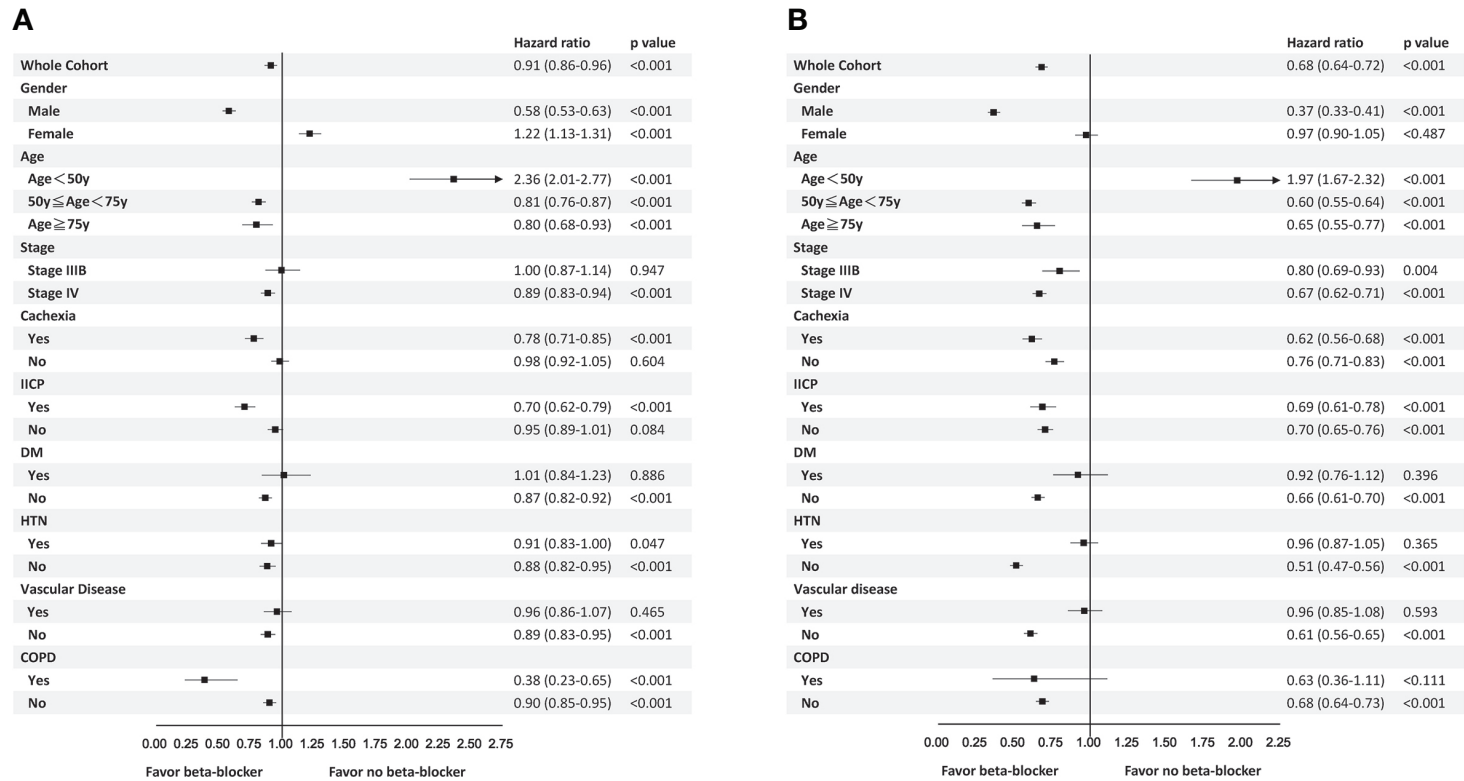 A
Hazard ratio p value
Whole Cohort 0.91 (0.86-0.96) <0.001
Gender
Male 0.58 (0.53-0.63) <0.001
Female 1.22 (1.13-1.31) <0.001
Age
Age＜50y 2.36 (2.01-2.77) <0.001
50y≦Age＜75y 0.81 (0.76-0.87) <0.001
Age≧75y 0.80 (0.68-0.93) <0.001
Stage
Stage IIIB 1.00 (0.87-1.14) 0.947
Stage IV 0.89 (0.83-0.94) <0.001
Cachexia
Yes 0.78 (0.71-0.85) <0.001
No 0.98 (0.92-1.05) 0.604
IICP
Yes 0.70 (0.62-0.79) <0.001
No 0.95 (0.89-1.01) 0.084
DM
Yes 1.01 (0.84-1.23) 0.886
No 0.87 (0.82-0.92) <0.001
HTN
Yes 0.91 (0.83-1.00) 0.047
No 0.88 (0.82-0.95) <0.001
Vascular Disease
Yes 0.96 (0.86-1.07) 0.465
No 0.89 (0.83-0.95) <0.001
COPD
Yes 0.38 (0.23-0.65) <0.001
No 0.90 (0.85-0.95) <0.001
0.00 0.25 0.50 0.75 1.00 1.25 1.50 1.75 2.00 2.25 2.50 2.75
Favor beta-blocker Favor no beta-blocker
B
Hazard ratio p value
Whole Cohort 0.68 (0.64-0.72) <0.001
Gender
Male 0.37 (0.33-0.41) <0.001
Female 0.97 (0.90-1.05) <0.487
Age
Age＜50y 1.97 (1.67-2.32) <0.001
50y≦Age＜75y 0.60 (0.55-0.64) <0.001
Age≧75y 0.65 (0.55-0.77) <0.001
Stage
Stage IIIB 0.80 (0.69-0.93) 0.004
Stage IV 0.67 (0.62-0.71) <0.001
Cachexia
Yes 0.62 (0.56-0.68) <0.001
No 0.76 (0.71-0.83) <0.001
IICP
Yes 0.69 (0.61-0.78) <0.001
No 0.70 (0.65-0.76) <0.001
DM
Yes 0.92 (0.76-1.12) 0.396
No 0.66 (0.61-0.70) <0.001
HTN
Yes 0.96 (0.87-1.05) 0.365
No 0.51 (0.47-0.56) <0.001
Vascular disease
Yes 0.96 (0.85-1.08) 0.593
No 0.61 (0.56-0.65) <0.001
COPD
Yes 0.63 (0.36-1.11) <0.111
No 0.68 (0.64-0.73) <0.001
0.00 0.25 0.50 0.75 1.00 1.25 1.50 1.75 2.00 2.25
Favor beta-blocker Favor no beta-blocker